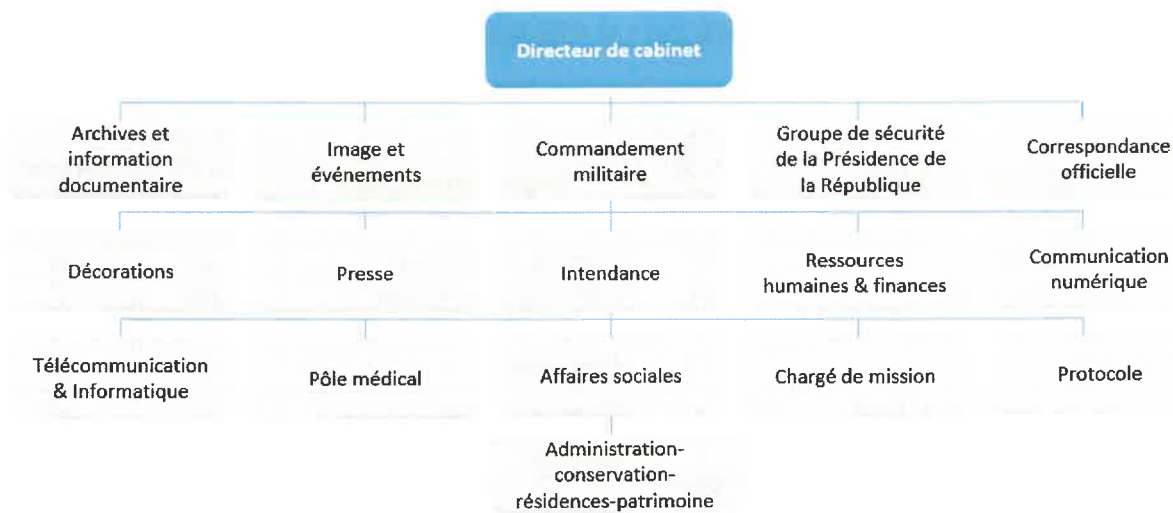 Directeur de cabinet
Archives et
information
documentaire
Image et
événements
Commandement
militaire
Groupe de sécurité
de la Présidence de
la République
Correspondance
officielle
Décorations
Presse
Intendance
Ressources
humaines & finances
Communication
numérique
Télécommunication
& Informatique
Pôle médical
Affaires sociales
Chargé de mission
Protocole
Administration-
conservation-
résidences-patrimoine